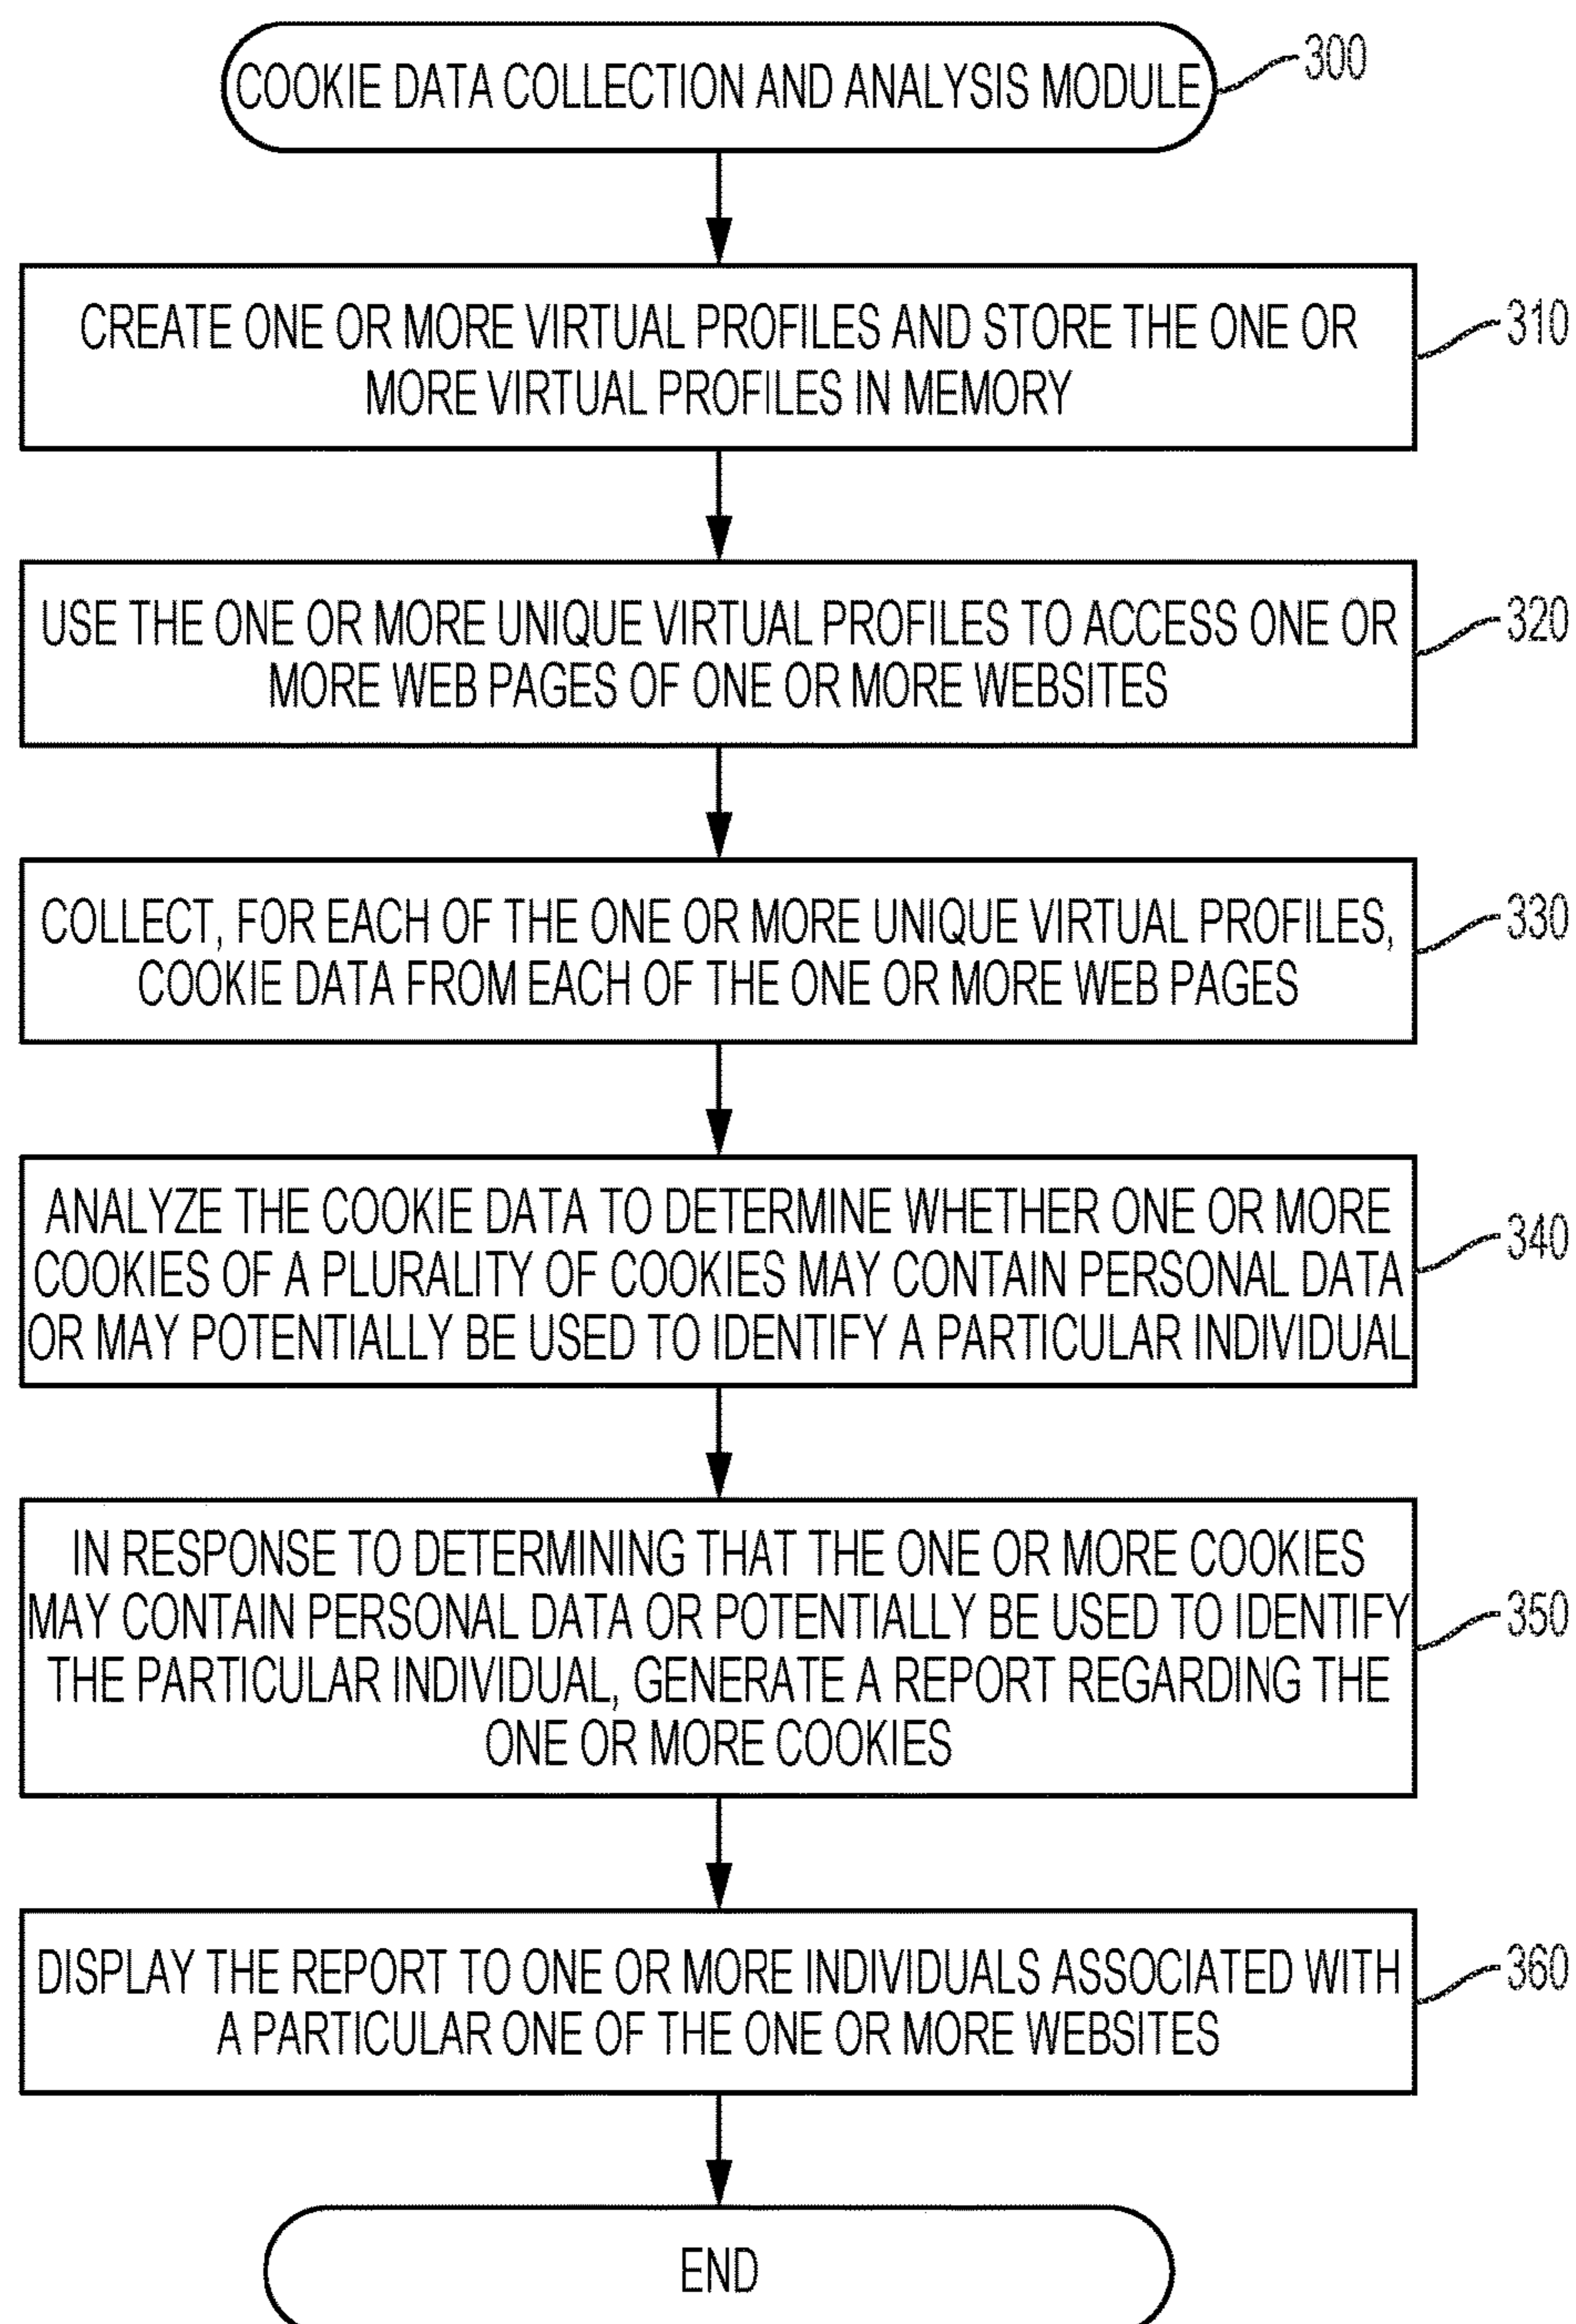 COOKIE DATA COLLECTION AND ANALYSIS MODULE
300
CREATE ONE OR MORE VIRTUAL PROFILES AND STORE THE ONE OR
MORE VIRTUAL PROFILES IN MEMORY
310
USE THE ONE OR MORE UNIQUE VIRTUAL PROFILES TO ACCESS ONE OR
MORE WEB PAGES OF ONE OR MORE WEBSITES
320
COLLECT, FOR EACH OF THE ONE OR MORE UNIQUE VIRTUAL PROFILES,
COOKIE DATA FROM EACH OF THE ONE OR MORE WEB PAGES
330
ANALYZE THE COOKIE DATA TO DETERMINE WHETHER ONE OR MORE
COOKIES OF A PLURALITY OF COOKIES MAY CONTAIN PERSONAL DATA
OR MAY POTENTIALLY BE USED TO IDENTIFY A PARTICULAR INDIVIDUAL
340
IN RESPONSE TO DETERMINING THAT THE ONE OR MORE COOKIES
MAY CONTAIN PERSONAL DATA OR POTENTIALLY BE USED TO IDENTIFY
THE PARTICULAR INDIVIDUAL, GENERATE A REPORT REGARDING THE
ONE OR MORE COOKIES
350
DISPLAY THE REPORT TO ONE OR MORE INDIVIDUALS ASSOCIATED WITH
A PARTICULAR ONE OF THE ONE OR MORE WEBSITES
360
END